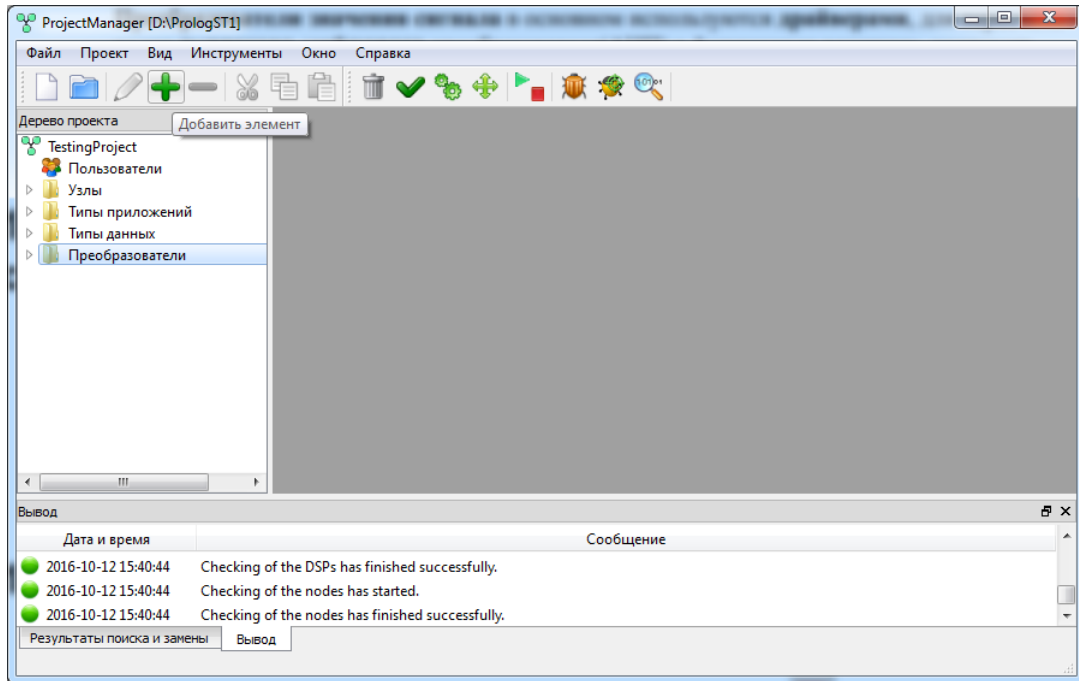 ProjectManager [D:\PrologST1]
Файл Проект Вид Инструменты Окно Справка
Дерево проекта
Добавить элемент
TestingProject
Пользователи
Узлы
Типы приложений
Типы данных
Преобразователи
Вывод
Дата и время Сообщение
2016-10-12 15:40:44 Checking of the DSPs has finished successfully.
2016-10-12 15:40:44 Checking of the nodes has started.
2016-10-12 15:40:44 Checking of the nodes has finished successfully.
Результаты поиска и замены Вывод